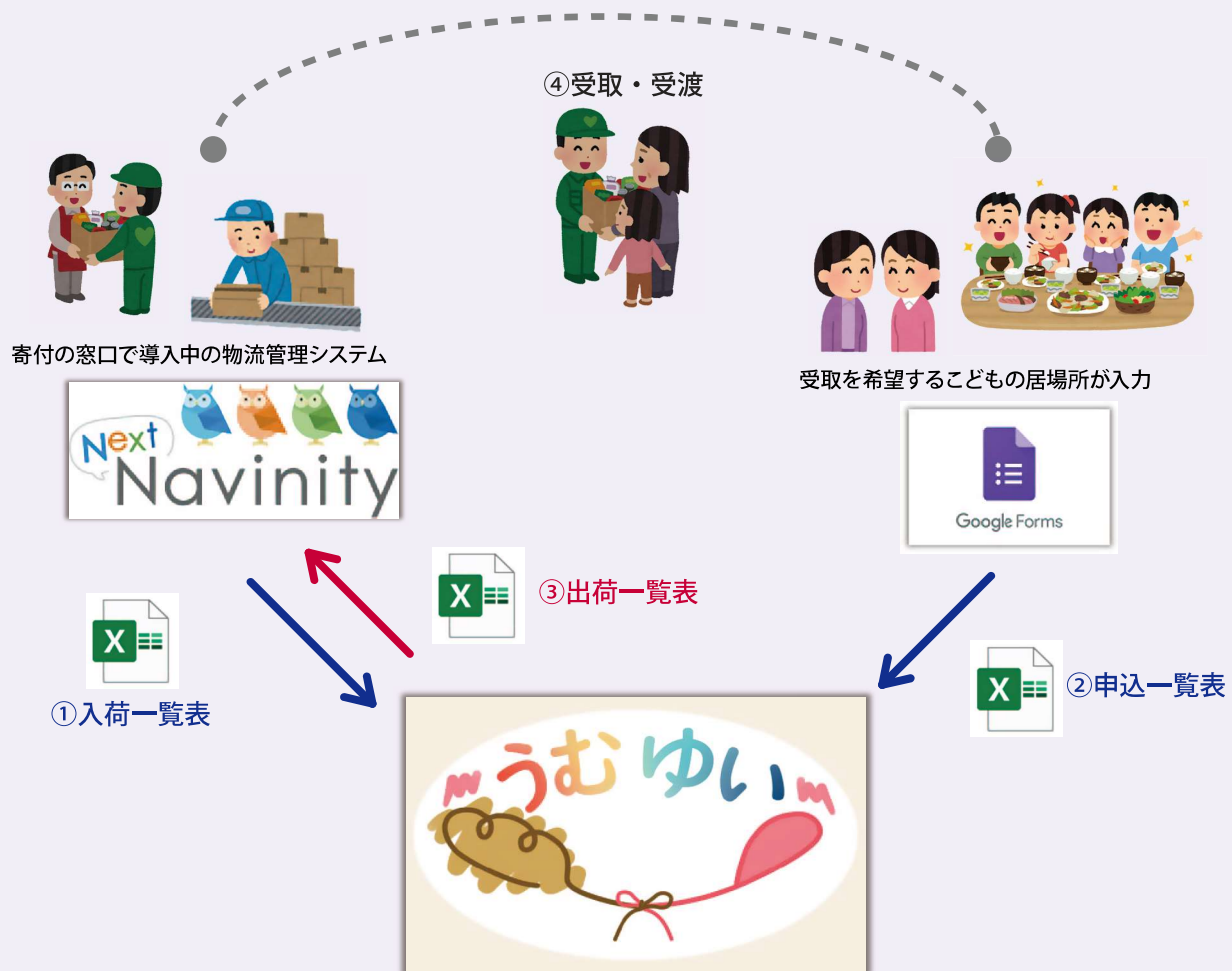 ④受取・受渡
寄付の窓口で導入中の物流管理システム
受取を希望するこどもの居場所が入力
Next
Navinity
Google Forms
X
③出荷一覧表
X
①入荷一覧表
X
②申込一覧表
うむゆい